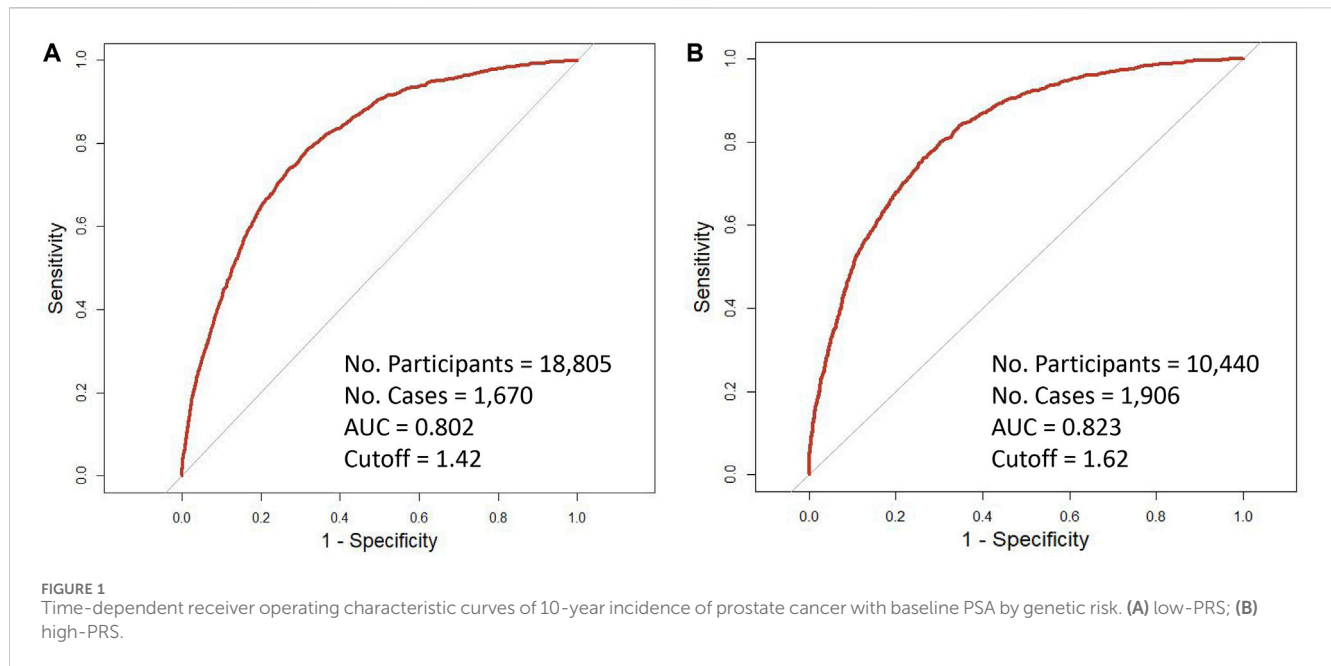 A
Sensitivity
1.0
0.8
0.6
0.4
0.2
0.0
No. Participants = 18,805
No. Cases = 1,670
AUC = 0.802
Cutoff = 1.42
0.0 0.2 0.4 0.6 0.8 1.0
1 - Specificity
B
Sensitivity
1.0
0.8
0.6
0.4
0.2
0.0
No. Participants = 10,440
No. Cases = 1,906
AUC = 0.823
Cutoff = 1.62
0.0 0.2 0.4 0.6 0.8 1.0
1 - Specificity
FIGURE 1
Time-dependent receiver operating characteristic curves of 10-year incidence of prostate cancer with baseline PSA by genetic risk. (A) low-PRS; (B)
high-PRS.